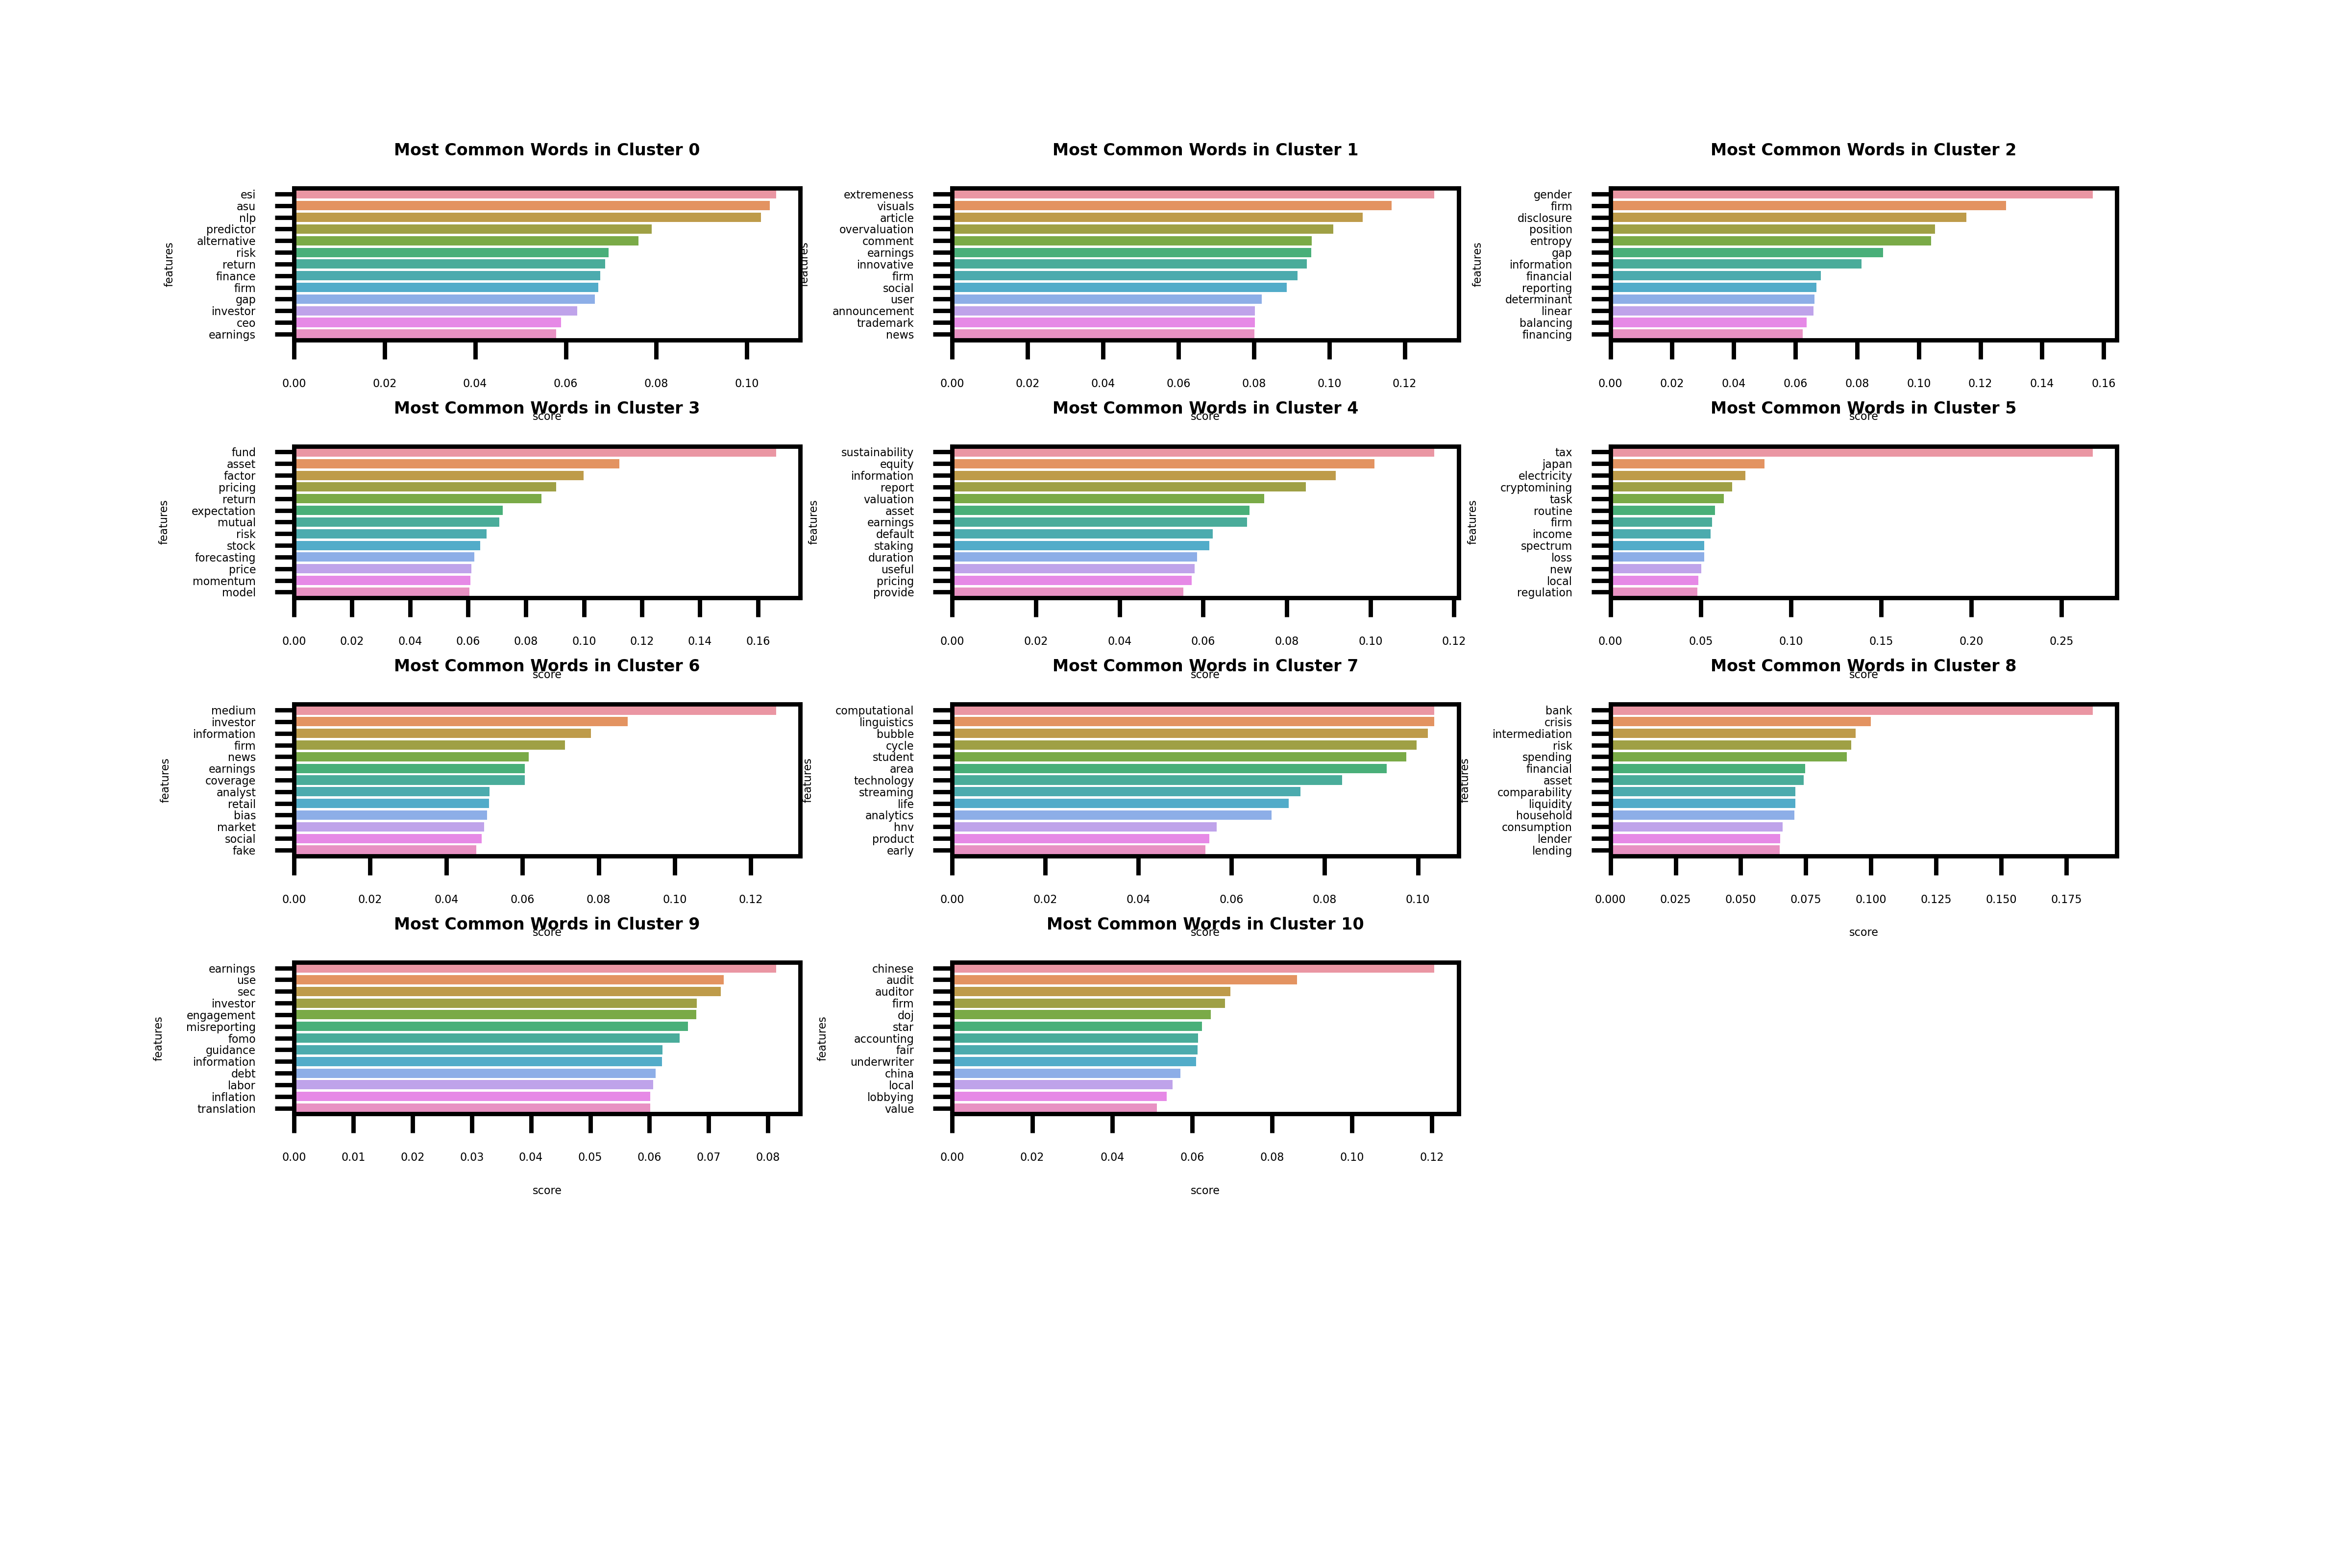 Most Common Words in Cluster 0
features
esi
asu
nlp
predictor
alternative
risk
return
finance
firm
gap
investor
ceo
earnings
0.00 0.02 0.04 0.06 0.08 0.10
score
Most Common Words in Cluster 1
features
extremeness
visuals
article
overvaluation
comment
earnings
innovative
firm
social
user
announcement
trademark
news
0.00 0.02 0.04 0.06 0.08 0.10 0.12
score
Most Common Words in Cluster 2
features
gender
firm
disclosure
position
entropy
gap
information
financial
reporting
determinant
linear
balancing
financing
0.00 0.02 0.04 0.06 0.08 0.10 0.12 0.14 0.16
score
Most Common Words in Cluster 3
features
fund
asset
factor
pricing
return
expectation
mutual
risk
stock
forecasting
price
momentum
model
0.00 0.02 0.04 0.06 0.08 0.10 0.12 0.14 0.16
score
Most Common Words in Cluster 4
features
sustainability
equity
information
report
valuation
asset
earnings
default
staking
duration
useful
pricing
provide
0.00 0.02 0.04 0.06 0.08 0.10 0.12
score
Most Common Words in Cluster 5
features
tax
japan
electricity
cryptomining
task
routine
firm
income
spectrum
loss
new
local
regulation
0.00 0.05 0.10 0.15 0.20 0.25
score
Most Common Words in Cluster 6
features
medium
investor
information
firm
news
earnings
coverage
analyst
retail
bias
market
social
fake
0.00 0.02 0.04 0.06 0.08 0.10 0.12
score
Most Common Words in Cluster 7
features
computational
linguistics
bubble
cycle
student
area
technology
streaming
life
analytics
hnv
product
early
0.00 0.02 0.04 0.06 0.08 0.10
score
Most Common Words in Cluster 8
features
bank
crisis
intermediation
risk
spending
financial
asset
comparability
liquidity
household
consumption
lender
lending
0.000 0.025 0.050 0.075 0.100 0.125 0.150 0.175
score
Most Common Words in Cluster 9
features
earnings
use
sec
investor
engagement
misreporting
fomo
guidance
information
debt
labor
inflation
translation
0.00 0.01 0.02 0.03 0.04 0.05 0.06 0.07 0.08
score
Most Common Words in Cluster 10
features
chinese
audit
auditor
firm
doj
star
accounting
fair
underwriter
china
local
lobbying
value
0.00 0.02 0.04 0.06 0.08 0.10 0.12
score